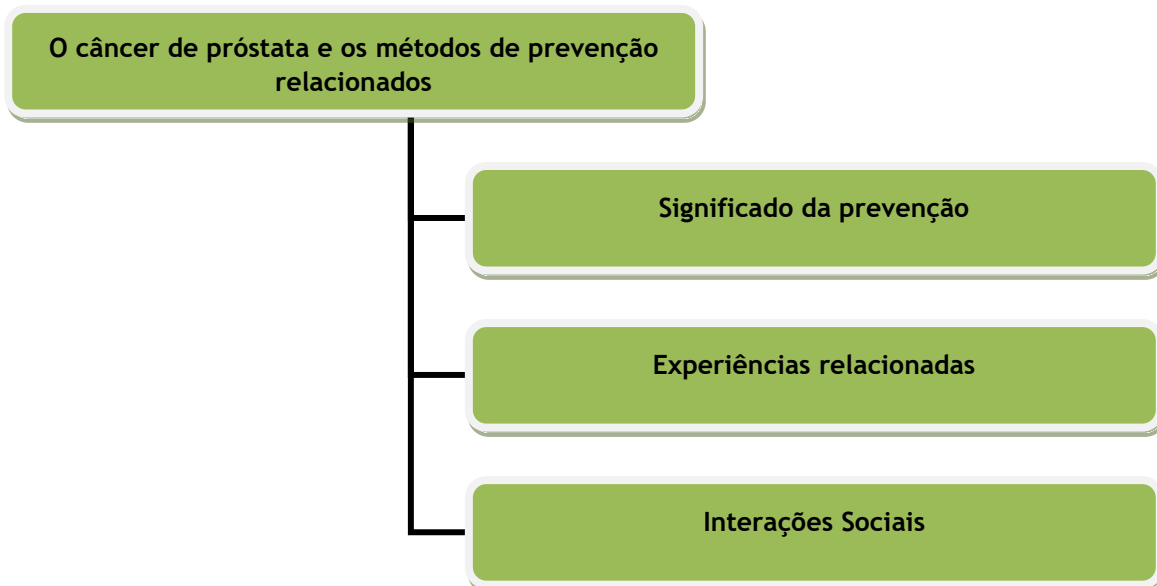 O câncer de próstata e os métodos de prevenção
relacionados
Significado da prevenção
Experiências relacionadas
Interações Sociais